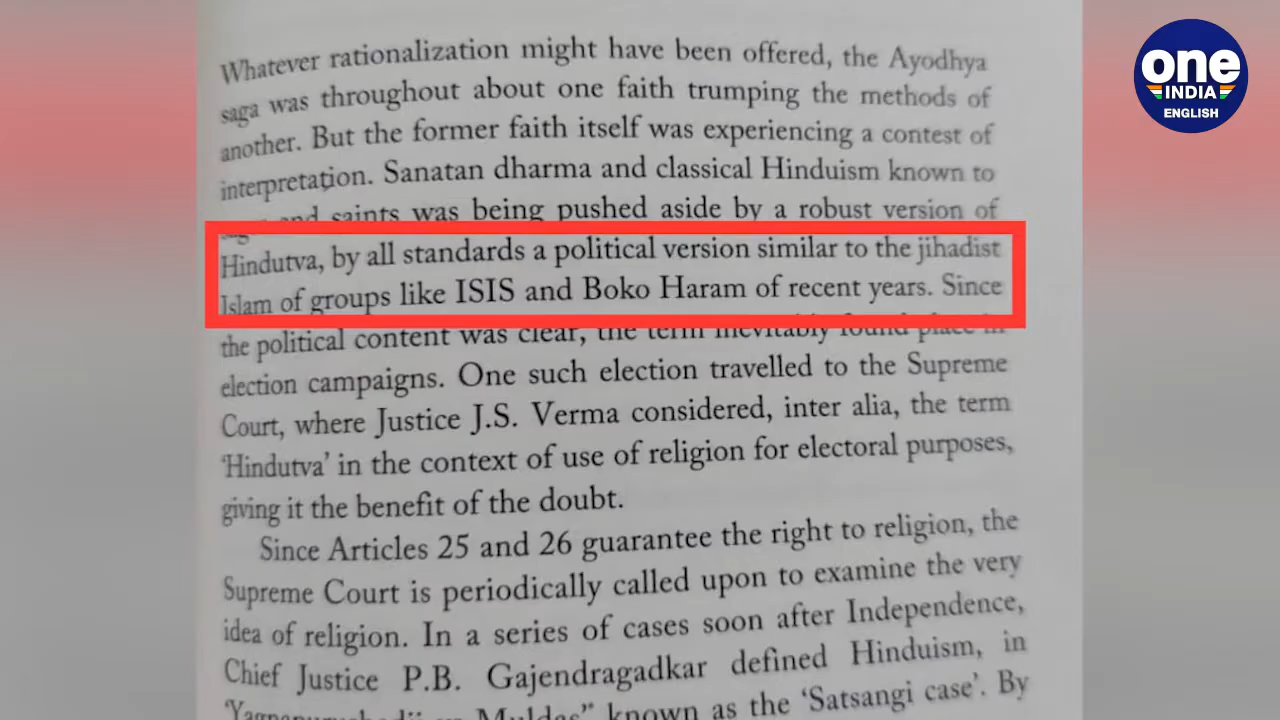 one
INDIA
ENGLISH
Whatever rationalization might have been offered, the Ayodhya
saga was throughout about one faith trumping the methods of
another. But the former faith itself was experiencing a contest of
interpretation. Sanatan dharma and classical Hinduism known to
and saints was being pushed aside by a robust version of
Hindutva, by all standards a political version similar to the jihadist
Islam of groups like ISIS and Boko Haram of recent years. Since
the political content was clear, the term inevitably found place in
election campaigns. One such election travelled to the Supreme
Court, where Justice J.S. Verma considered, inter alia, the term
‘Hindutva’ in the context of use of religion for electoral purposes,
giving it the benefit of the doubt.
Since Articles 25 and 26 guarantee the right to religion, the
Supreme Court is periodically called upon to examine the very
idea of religion. In a series of cases soon after Independence,
Chief Justice P.B. Gajendragadkar defined Hinduism, in
known as the ‘Satsangi case’. By